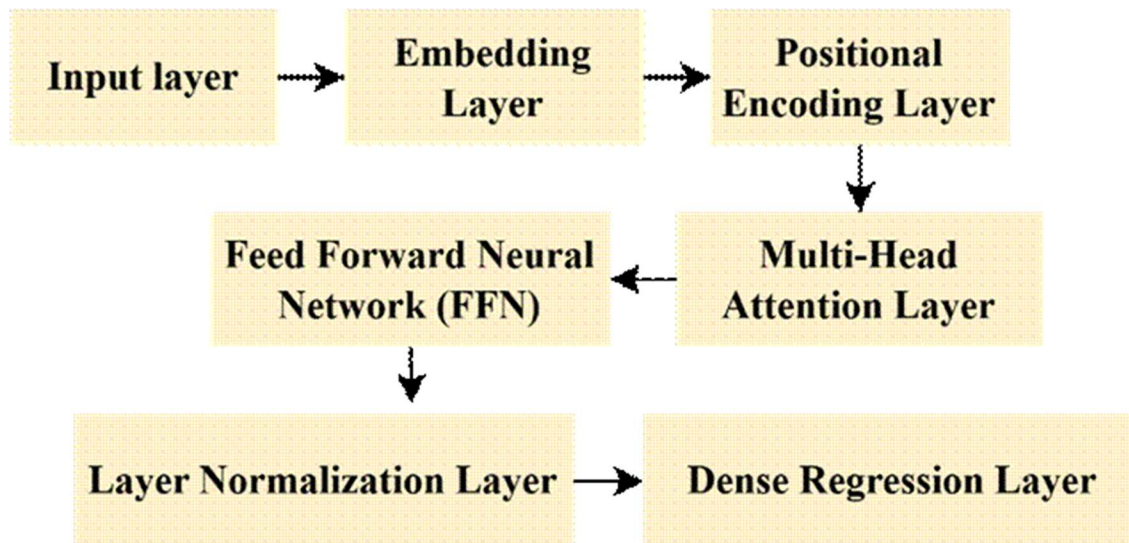 Input layer
Embedding
Layer
Positional
Encoding Layer
Multi-Head
Attention Layer
Feed Forward Neural
Network (FFN)
Layer Normalization Layer
Dense Regression Layer